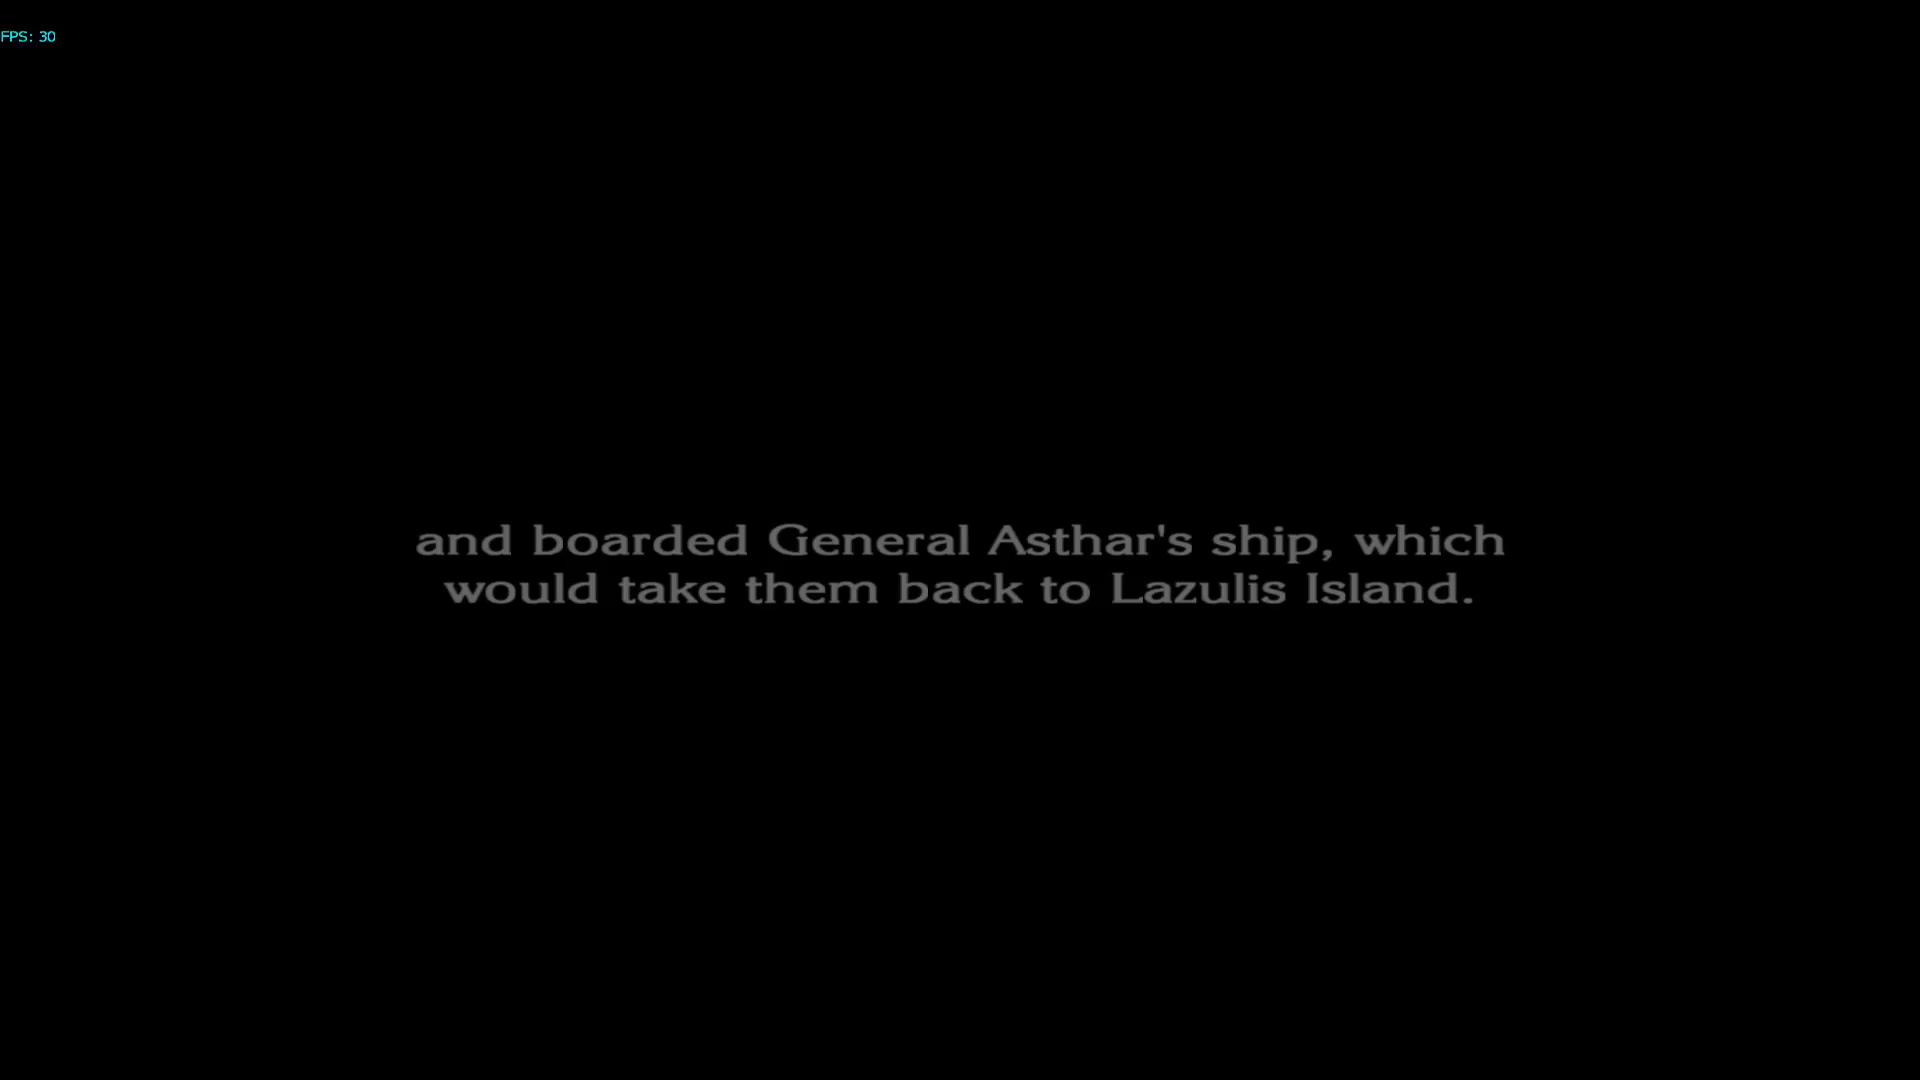 FPS: 30
and boarded General Asthar's ship, which
would take them back to Lazulis Island.